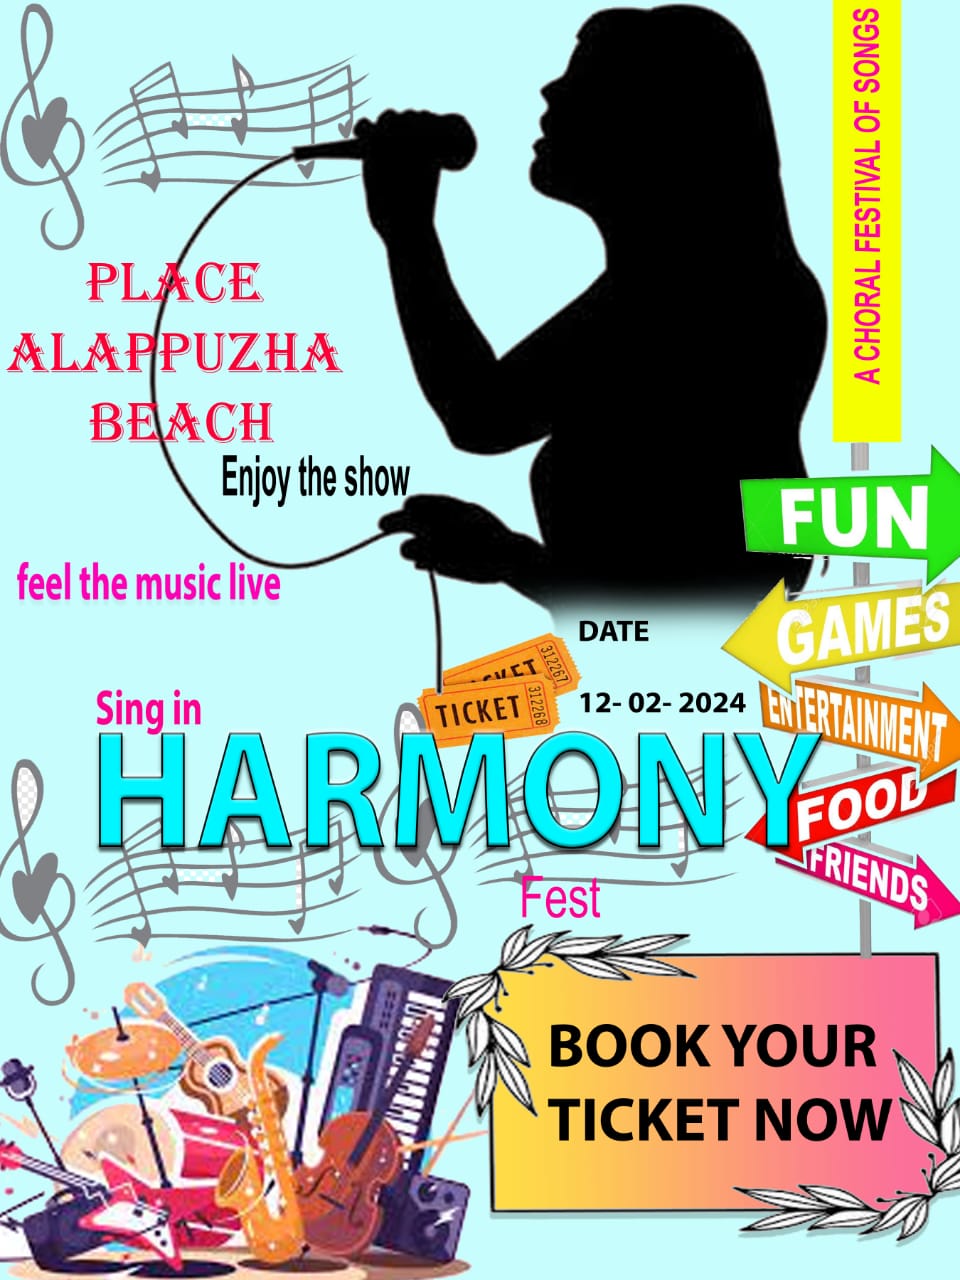 A CHORAL FESTIVAL OF SONGS
PLACE
ALAPPUZHA
BEACH
Enjoy the show
feel the music live
FUN
GAMES
ENTERTAINMENT
FOOD
FRIENDS
DATE
12- 02- 2024
312267
TICKET
312268
Sing in
HARMONY
Fest
BOOK YOUR
TICKET NOW